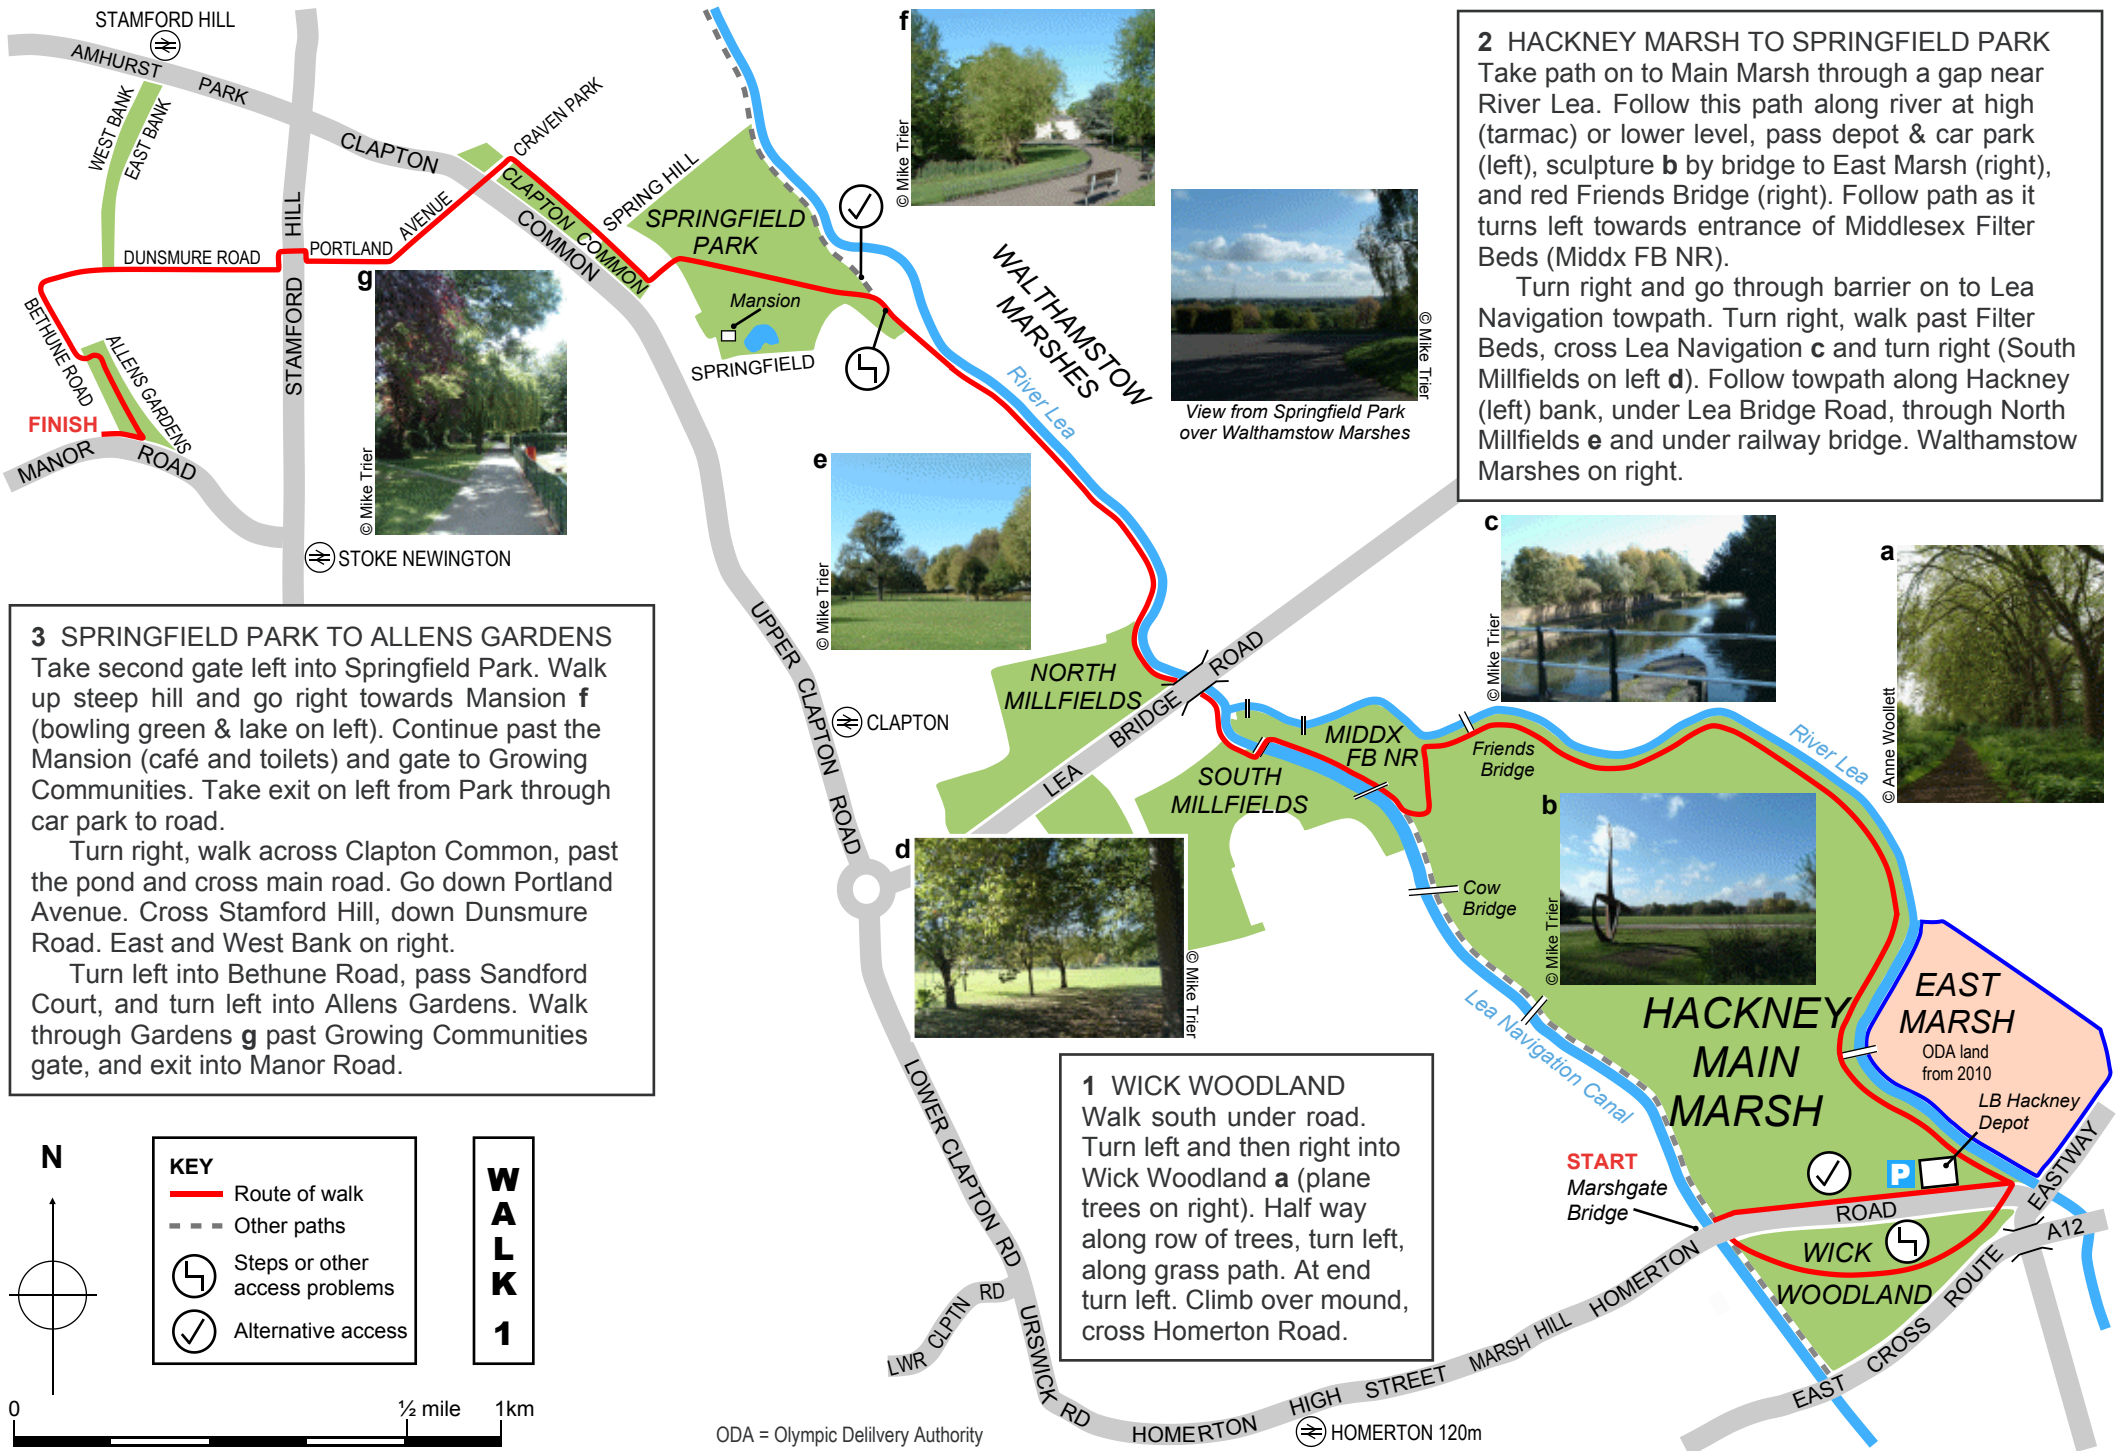 STAMFORD HILL
AMHURST PARK
WEST BANK
EAST BANK
CLAPTON COMMON
CRAVEN PARK
CLAPTON COMMON
SPRING HILL
SPRINGFIELD
PARK
Mansion
SPRINGFIELD
STAMFORD HILL
DUNSMURE ROAD
PORTLAND AVENUE
BETHUNE ROAD
ALLENS GARDENS
FINISH
MANOR ROAD
g
© Mike Trier
STOKE NEWINGTON
f
© Mike Trier
WALTHAMSTOW
MARSHES
River Lea
© Mike Trier
View from Springfield Park
over Walthamstow Marshes
2 HACKNEY MARSH TO SPRINGFIELD PARK
Take path on to Main Marsh through a gap near
River Lea. Follow this path along river at high
(tarmac) or lower level, pass depot & car park
(left), sculpture b by bridge to East Marsh (right),
and red Friends Bridge (right). Follow path as it
turns left towards entrance of Middlesex Filter
Beds (Middx FB NR).
Turn right and go through barrier on to Lea
Navigation towpath. Turn right, walk past Filter
Beds, cross Lea Navigation c and turn right (South
Millfields on left d). Follow towpath along Hackney
(left) bank, under Lea Bridge Road, through North
Millfields e and under railway bridge. Walthamstow
Marshes on right.
e
© Mike Trier
c
© Mike Trier
a
© Anne Woollett
3 SPRINGFIELD PARK TO ALLENS GARDENS
Take second gate left into Springfield Park. Walk
up steep hill and go right towards Mansion f
(bowling green & lake on left). Continue past the
Mansion (café and toilets) and gate to Growing
Communities. Take exit on left from Park through
car park to road.
Turn right, walk across Clapton Common, past
the pond and cross main road. Go down Portland
Avenue. Cross Stamford Hill, down Dunsmure
Road. East and West Bank on right.
Turn left into Bethune Road, pass Sandford
Court, and turn left into Allens Gardens. Walk
through Gardens g past Growing Communities
gate, and exit into Manor Road.
UPPER CLAPTON ROAD
CLAPTON
NORTH
MILLFIELDS
LEA BRIDGE ROAD
SOUTH
MILLFIELDS
MIDDX
FB NR
Friends
Bridge
River Lea
b
© Mike Trier
Cow
Bridge
d
© Mike Trier
Lea Navigation Canal
HACKNEY
MAIN
MARSH
EAST
MARSH
ODA land
from 2010
LB Hackney
Depot
P
START
Marshgate
Bridge
EASTWAY
A12
WICK
WOODLAND
EAST CROSS ROUTE
HOMERTON ROAD
MARSH HILL
HOMERTON HIGH STREET
HOMERTON 120m
LOWER CLAPTON RD
LWR CLPTN RD
URSWICK RD
1 WICK WOODLAND
Walk south under road.
Turn left and then right into
Wick Woodland a (plane
trees on right). Half way
along row of trees, turn left,
along grass path. At end
turn left. Climb over mound,
cross Homerton Road.
N
KEY
Route of walk
Other paths
Steps or other
access problems
Alternative access
WALK 1
0
½ mile
1km
ODA = Olympic Delilvery Authority